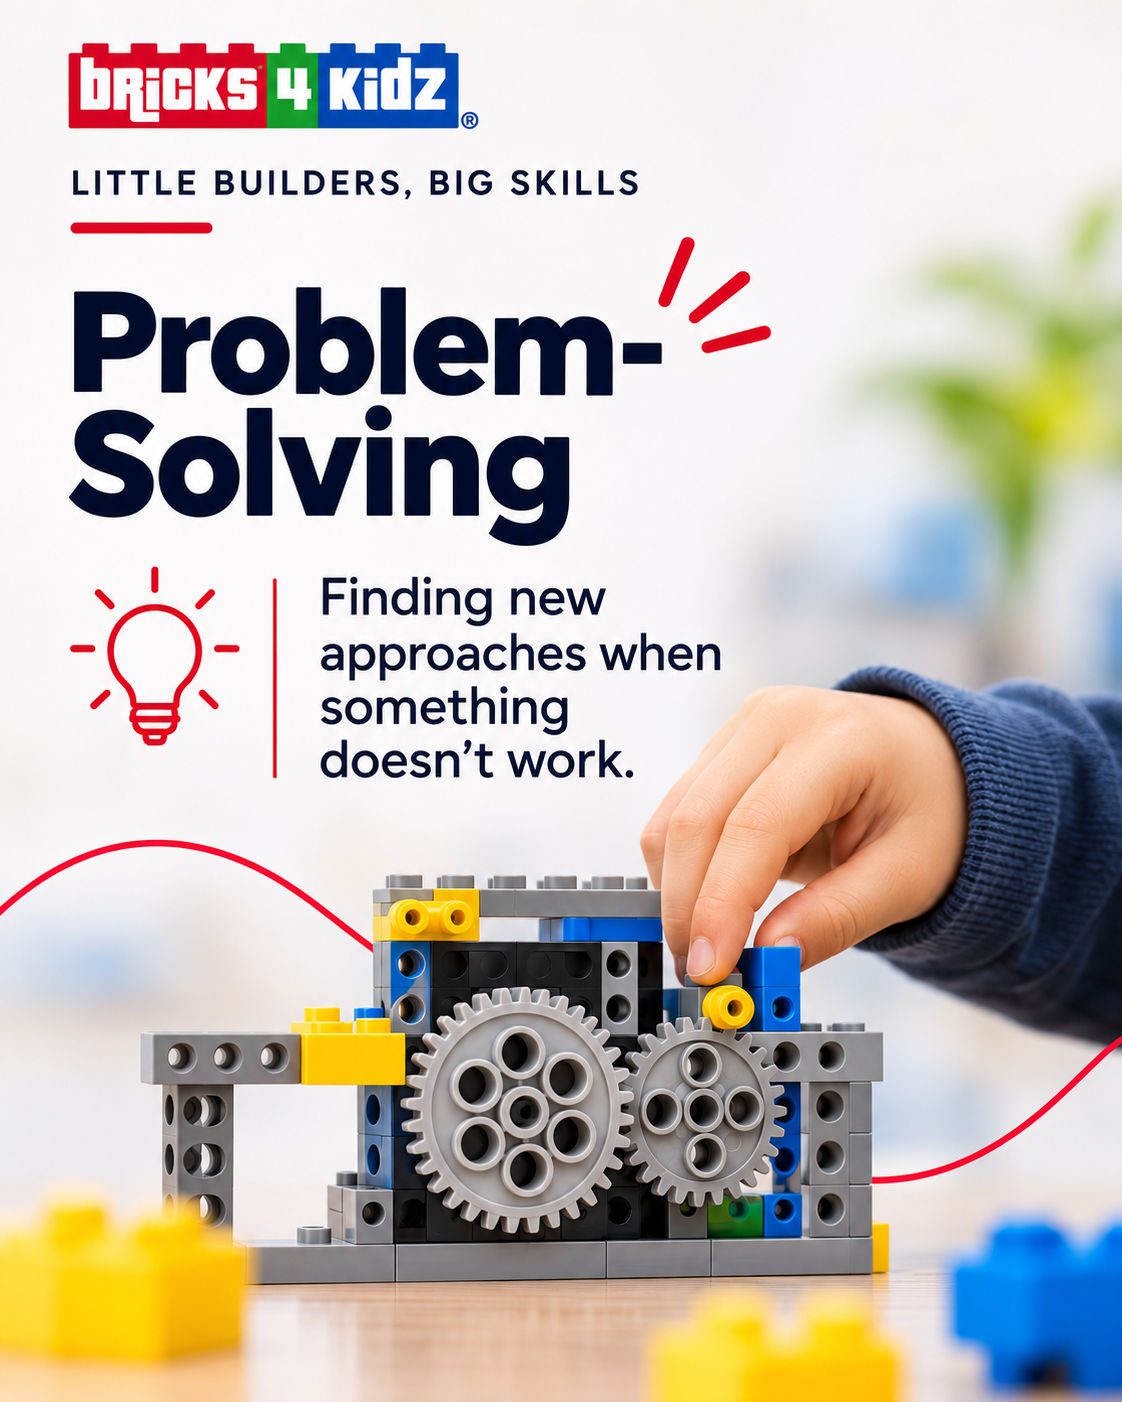 bricks 4 kidz ®
LITTLE BUILDERS, BIG SKILLS
Problem-
Solving
Finding new
approaches when
something
doesn’t work.